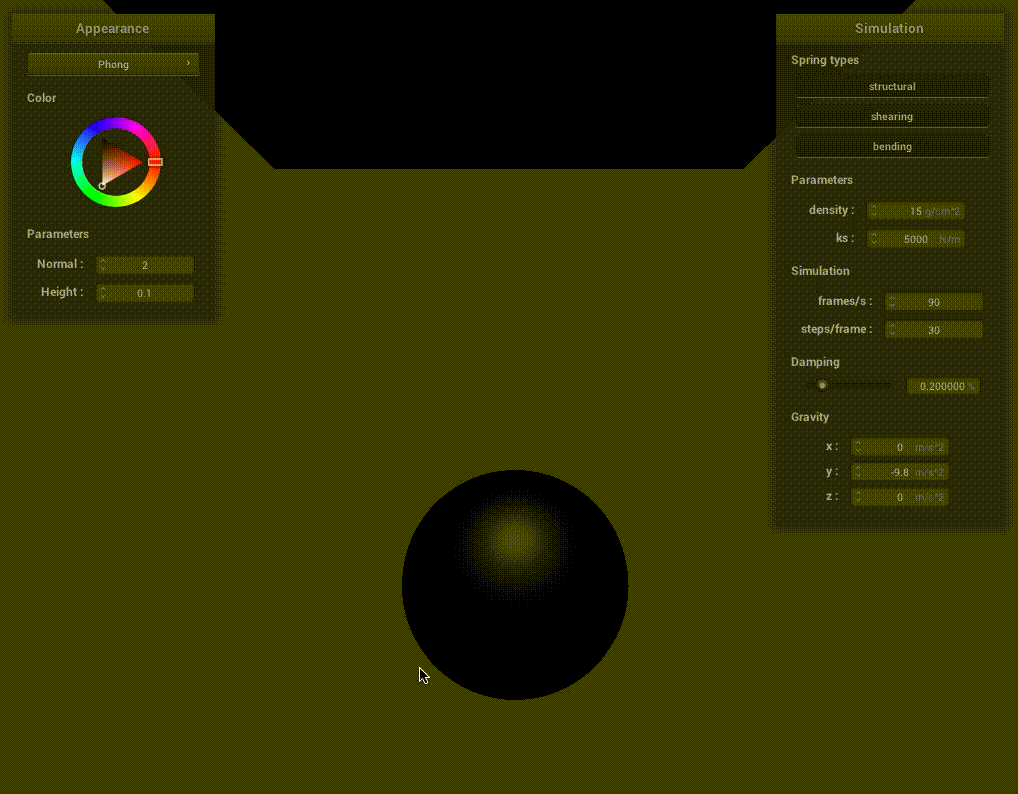 Appearance
Phong ›
Color
Parameters
Normal : 2
Height : 0.1
Simulation
Spring types
structural
shearing
bending
Parameters
density : 15 g/cm^2
ks : 5000 N/m
Simulation
frames/s : 90
steps/frame : 30
Damping
0.200000 %
Gravity
x : 0 m/s^2
y : -9.8 m/s^2
z : 0 m/s^2